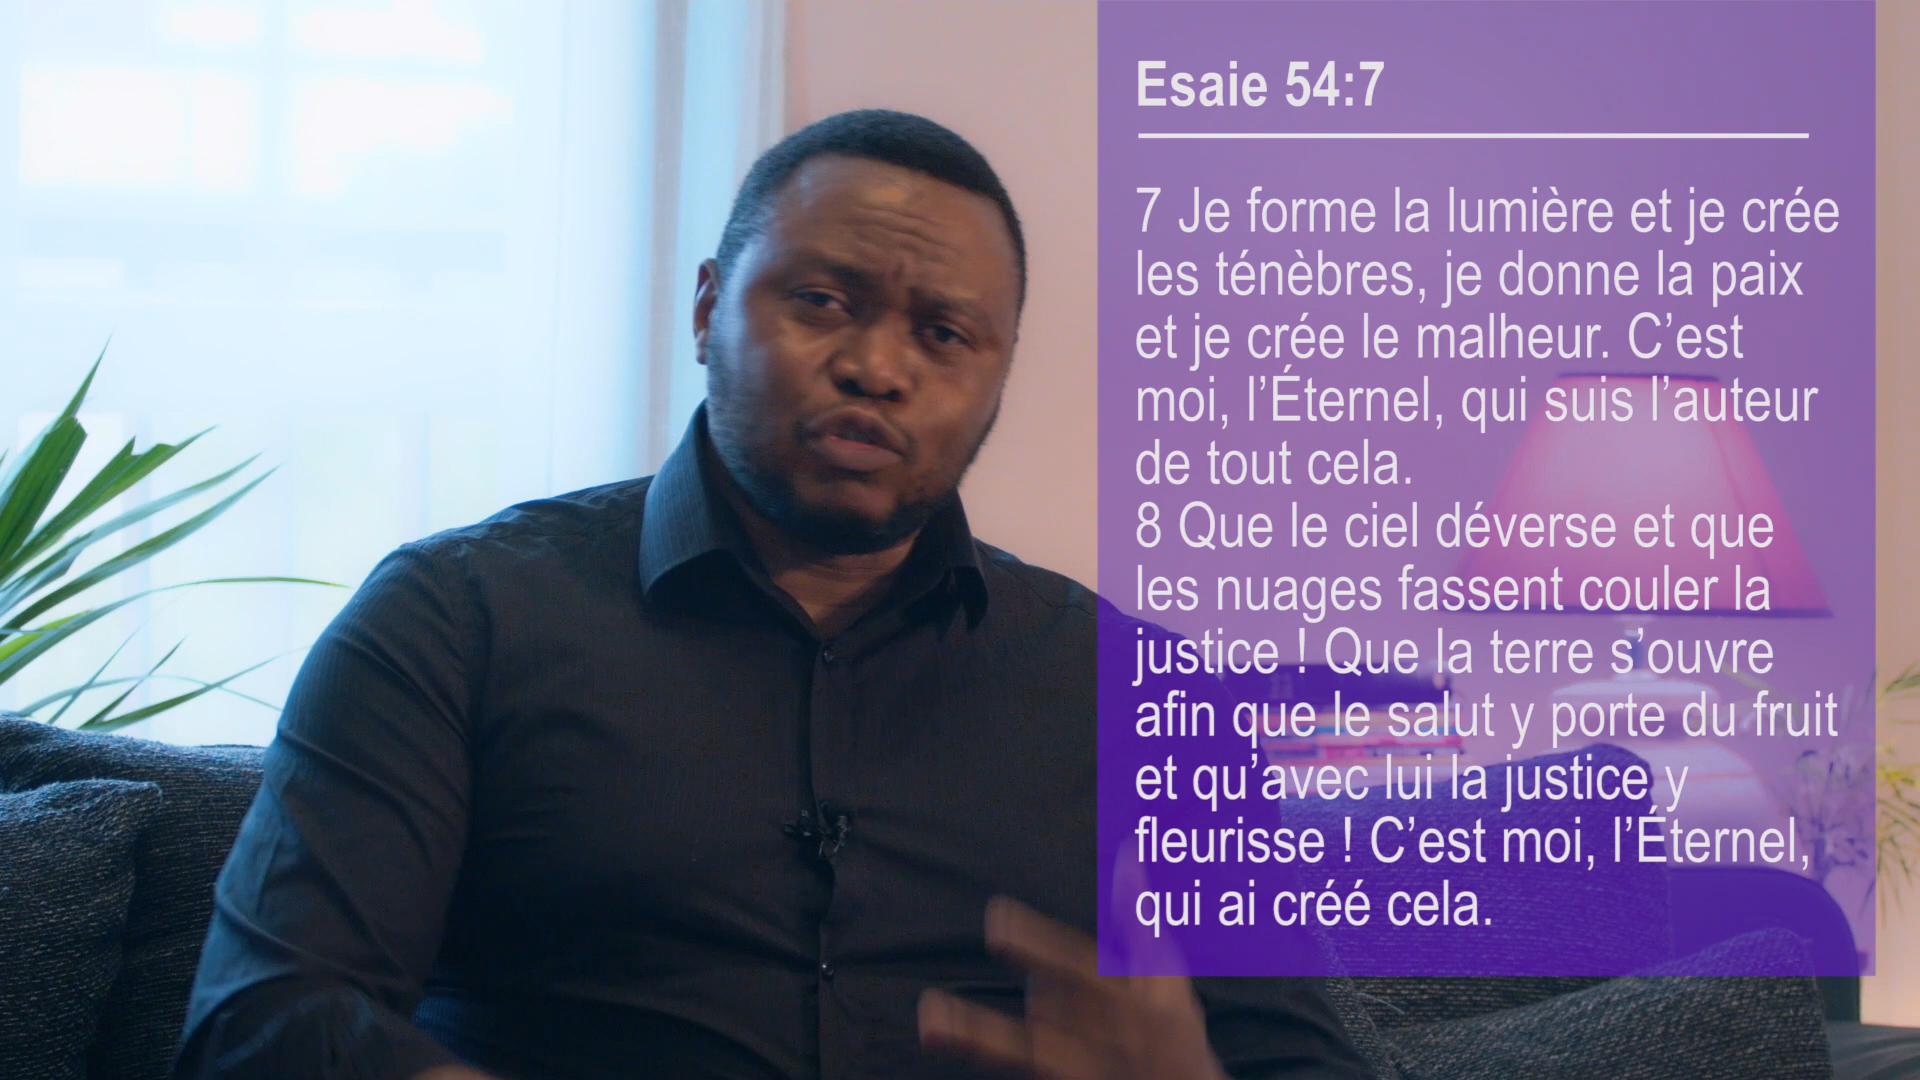 Esaie 54:7
7 Je forme la lumière et je crée
les ténèbres, je donne la paix
et je crée le malheur. C’est
moi, l’Éternel, qui suis l’auteur
de tout cela.
8 Que le ciel déverse et que
les nuages fassent couler la
justice ! Que la terre s’ouvre
afin que le salut y porte du fruit
et qu’avec lui la justice y
fleurisse ! C’est moi, l’Éternel,
qui ai créé cela.